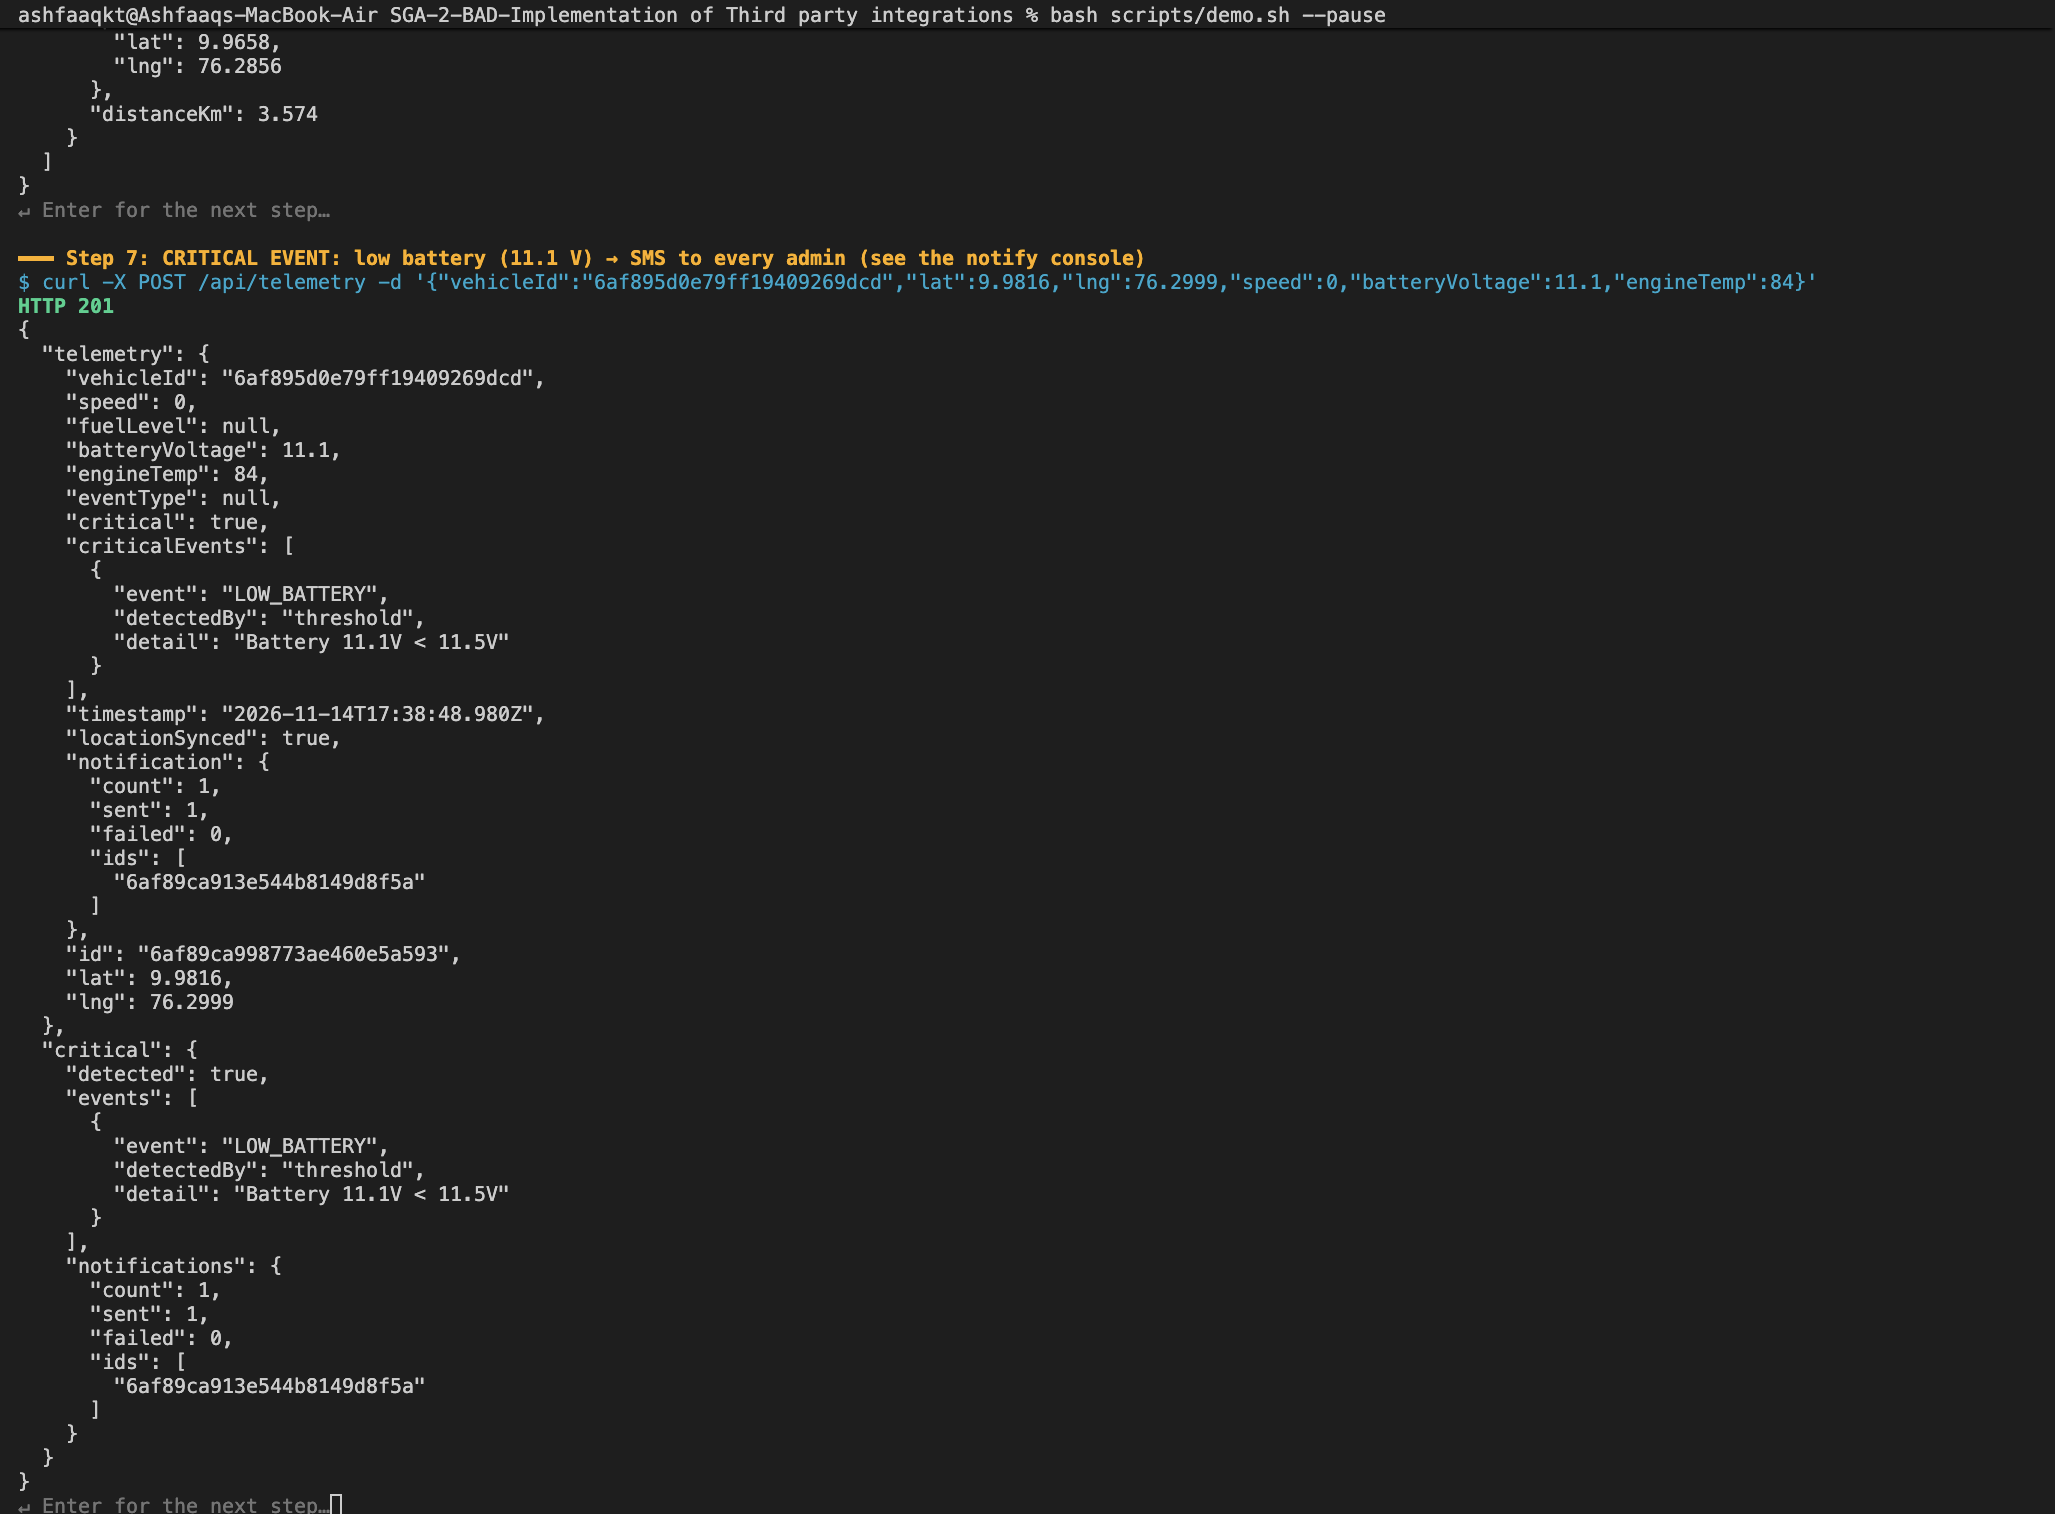 ashfaaqkt@Ashfaaqs-MacBook-Air SGA-2-BAD-Implementation of Third party integrations % bash scripts/demo.sh --pause
        "lat": 9.9658,
        "lng": 76.2856
      },
      "distanceKm": 3.574
    }
  ]
}
↵ Enter for the next step…
━━━ Step 7: CRITICAL EVENT: low battery (11.1 V) → SMS to every admin (see the notify console)
$ curl -X POST /api/telemetry -d '{"vehicleId":"6af895d0e79ff19409269dcd","lat":9.9816,"lng":76.2999,"speed":0,"batteryVoltage":11.1,"engineTemp":84}'
HTTP 201
{
  "telemetry": {
    "vehicleId": "6af895d0e79ff19409269dcd",
    "speed": 0,
    "fuelLevel": null,
    "batteryVoltage": 11.1,
    "engineTemp": 84,
    "eventType": null,
    "critical": true,
    "criticalEvents": [
      {
        "event": "LOW_BATTERY",
        "detectedBy": "threshold",
        "detail": "Battery 11.1V < 11.5V"
      }
    ],
    "timestamp": "2026-11-14T17:38:48.980Z",
    "locationSynced": true,
    "notification": {
      "count": 1,
      "sent": 1,
      "failed": 0,
      "ids": [
        "6af89ca913e544b8149d8f5a"
      ]
    },
    "id": "6af89ca998773ae460e5a593",
    "lat": 9.9816,
    "lng": 76.2999
  },
  "critical": {
    "detected": true,
    "events": [
      {
        "event": "LOW_BATTERY",
        "detectedBy": "threshold",
        "detail": "Battery 11.1V < 11.5V"
      }
    ],
    "notifications": {
      "count": 1,
      "sent": 1,
      "failed": 0,
      "ids": [
        "6af89ca913e544b8149d8f5a"
      ]
    }
  }
}
↵ Enter for the next step…